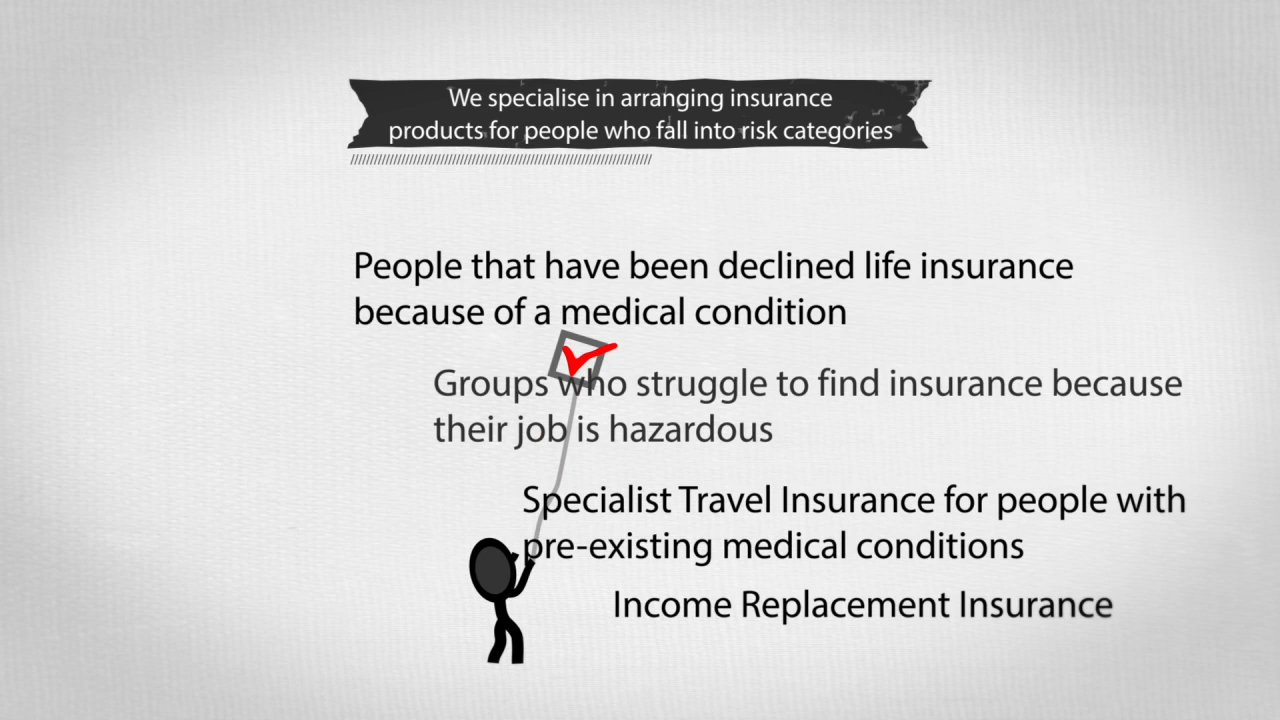 We specialise in arranging insurance
products for people who fall into risk categories
People that have been declined life insurance
because of a medical condition
Groups who struggle to find insurance because
their job is hazardous
Specialist Travel Insurance for people with
pre-existing medical conditions
Income Replacement Insurance